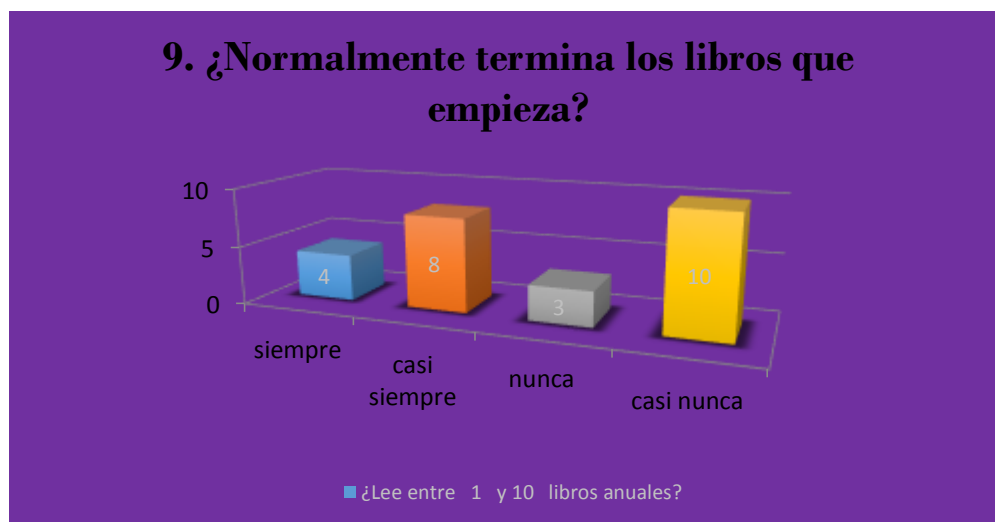 9. ¿Normalmente termina los libros que
empieza?
10
5
0
4
8
3
10
siempre
casi
siempre
nunca
casi nunca
¿Lee entre 1 y 10 libros anuales?